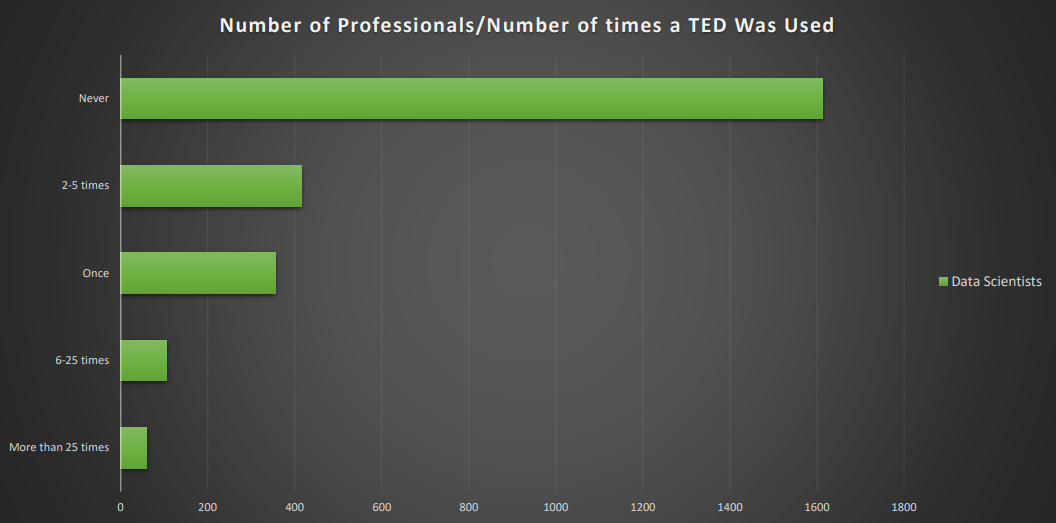 Number of Professionals/Number of times a TED Was Used
Never
2-5 times
Once
6-25 times
More than 25 times
0 200 400 600 800 1000 1200 1400 1600 1800
Data Scientists